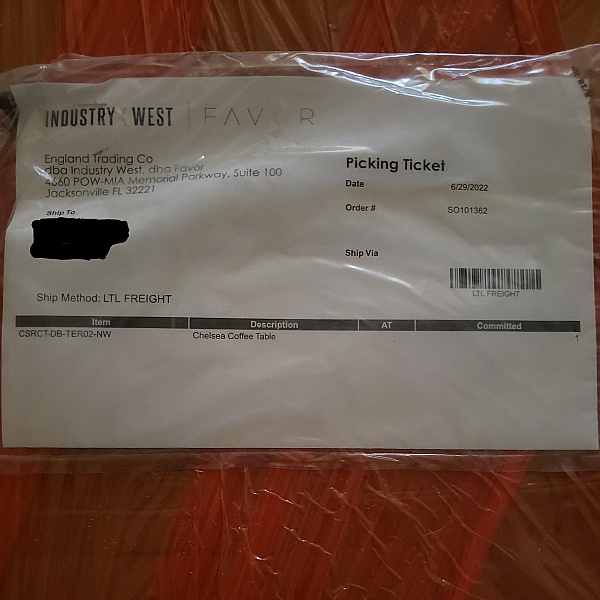 INDUSTRY WEST | FAVOR
England Trading Co
dba Industry West, dba Favor
4660 POW-MIA Memorial Parkway, Suite 100
Jacksonville FL 32221
Picking Ticket
Date 6/29/2022
Order # SO101362
Ship To
Ship Via
LTL FREIGHT
Ship Method: LTL FREIGHT
Item Description AT Committed
CSRCT-DB-TER02-NW Chelsea Coffee Table 1